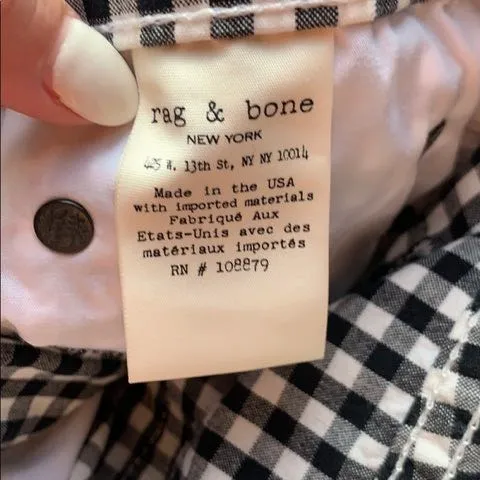 rag & bone
NEW YORK
425 W. 13th St, NY NY 10014
Made in the USA
with imported materials
Fabriqué Aux
Etats-Unis avec des
matériaux importés
RN # 108879